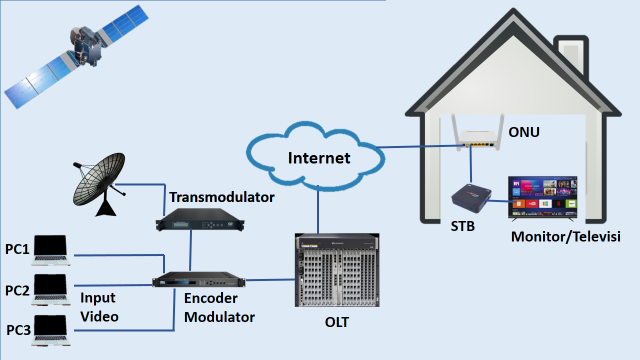 ONU
Internet
Transmodulator
STB
Monitor/Televisi
PC1
PC2
Input
Video
Encoder
Modulator
PC3
OLT